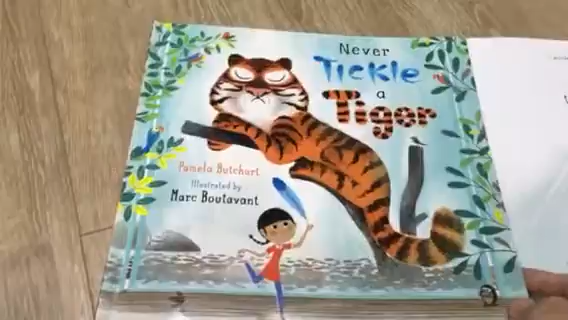 Never
Tickle
a
Tiger
Pamela Butchart
illustrated by
Marc Boutavant